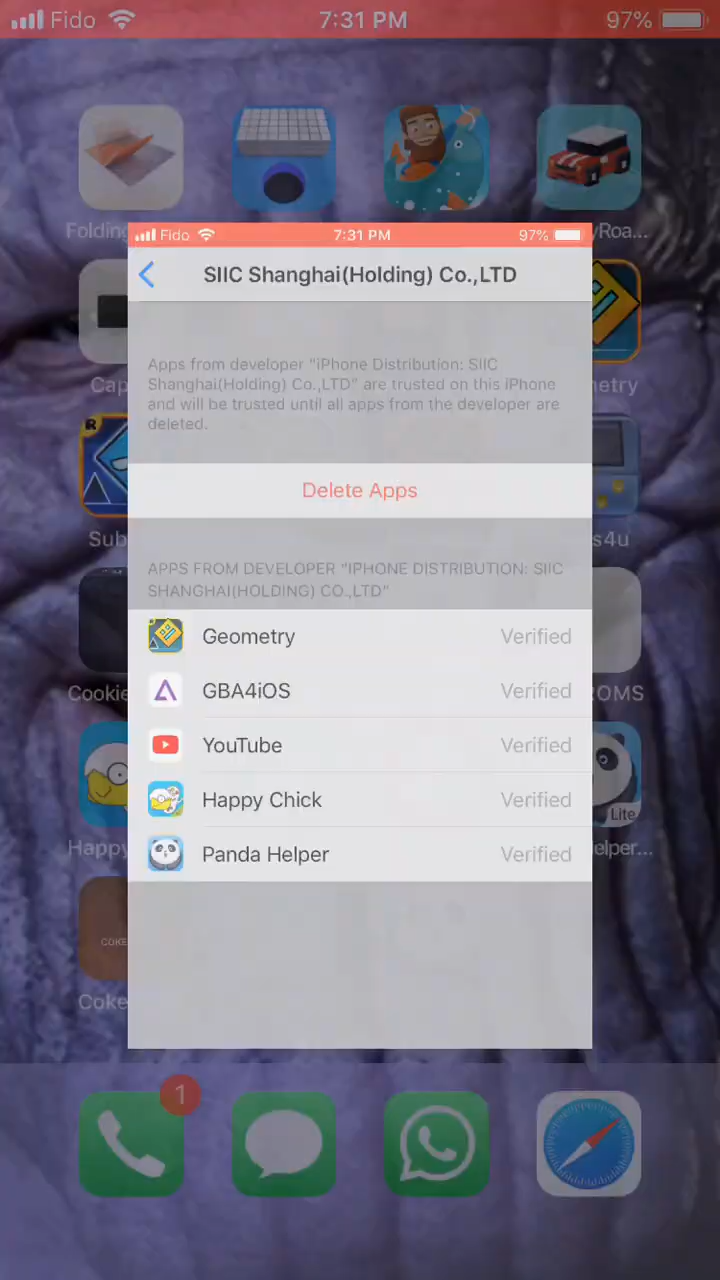 Fido 7:31 PM 97%
Folding
yRoa...
Fido 7:31 PM 97%
SIIC Shanghai(Holding) Co.,LTD
Apps from developer "iPhone Distribution: SIIC
Shanghai(Holding) Co.,LTD" are trusted on this iPhone
and will be trusted until all apps from the developer are
deleted.
Cap
etry
Delete Apps
R
Sub
s4u
APPS FROM DEVELOPER "IPHONE DISTRIBUTION: SIIC
SHANGHAI(HOLDING) CO.,LTD"
Geometry Verified
GBA4iOS Verified
Cookie
ROMS
YouTube Verified
Happy Chick Verified
Lite
Happy
elper...
Panda Helper Verified
COKE
Coke
1